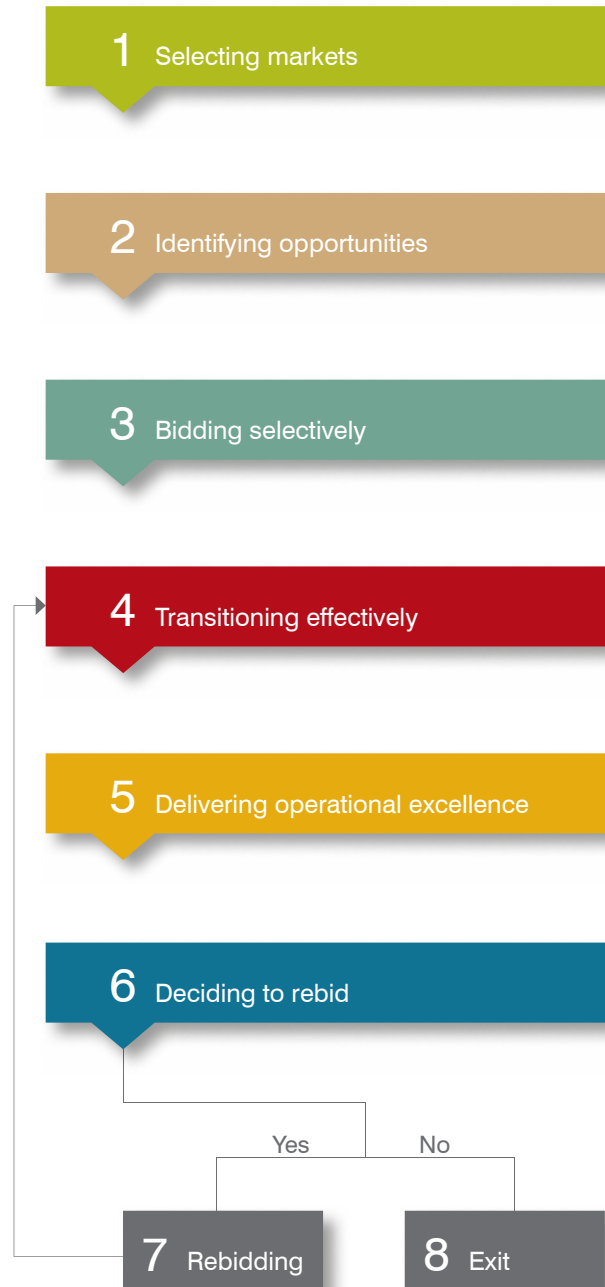 1 Selecting markets
2 Identifying opportunities
3 Bidding selectively
4 Transitioning effectively
5 Delivering operational excellence
6 Deciding to rebid
Yes No
7 Rebidding 8 Exit